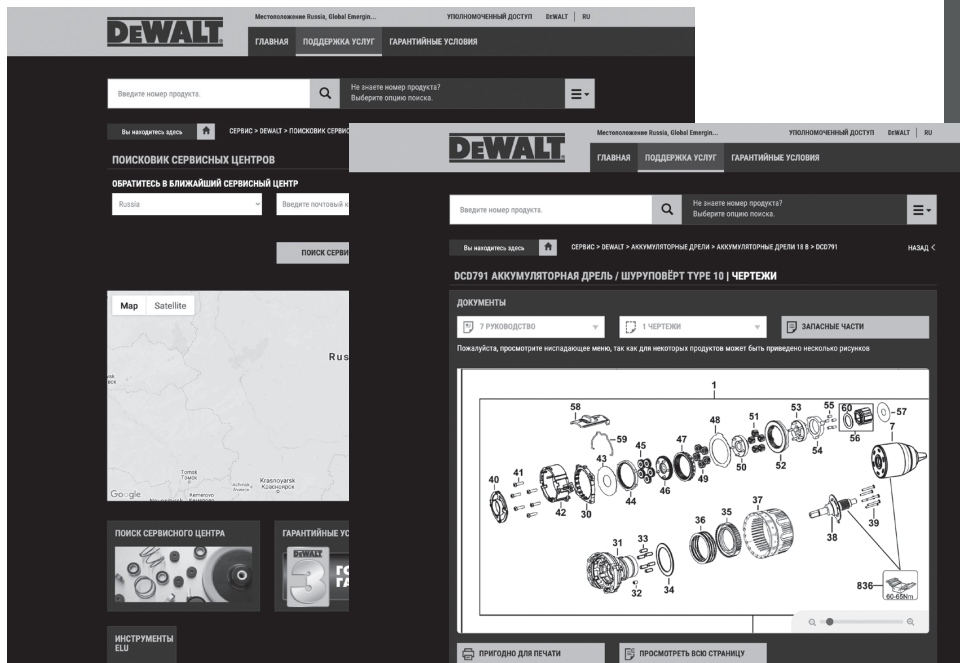 DEWALT
Местоположение Russia, Global Emergin...
УПОЛНОМОЧЕННЫЙ ДОСТУП
DEWALT
RU
ГЛАВНАЯ
ПОДДЕРЖКА УСЛУГ
ГАРАНТИЙНЫЕ УСЛОВИЯ
Введите номер продукта.
Не знаете номер продукта?
Выберите опцию поиска.
Вы находитесь здесь
СЕРВИС > DEWALT > ПОИСКОВИК СЕРВИС
ПОИСКОВИК СЕРВИСНЫХ ЦЕНТРОВ
ОБРАТИТЕСЬ В БЛИЖАЙШИЙ СЕРВИСНЫЙ ЦЕНТР
Russia
Введите почтовый к
ПОИСК СЕРВИ
Map
Satellite
Rus
Tomsk
Томск
Achinsk
Krasnoyarsk
Красноярск
Google
Kemerovo
ПОИСК СЕРВИСНОГО ЦЕНТРА
ГАРАНТИЙНЫЕ УС
DEWALT
3
ГО
ГА
ИНСТРУМЕНТЫ
ELU
DEWALT
Местоположение Russia, Global Emergin...
УПОЛНОМОЧЕННЫЙ ДОСТУП
DEWALT
RU
ГЛАВНАЯ
ПОДДЕРЖКА УСЛУГ
ГАРАНТИЙНЫЕ УСЛОВИЯ
Введите номер продукта.
Не знаете номер продукта?
Выберите опцию поиска.
Вы находитесь здесь
СЕРВИС > DEWALT > АККУМУЛЯТОРНЫЕ ДРЕЛИ > АККУМУЛЯТОРНЫЕ ДРЕЛИ 18 В > DCD791
НАЗАД <
DCD791 АККУМУЛЯТОРНАЯ ДРЕЛЬ / ШУРУПОВЁРТ TYPE 10 | ЧЕРТЕЖИ
ДОКУМЕНТЫ
7 РУКОВОДСТВО
1 ЧЕРТЕЖИ
ЗАПАСНЫЕ ЧАСТИ
Пожалуйста, просмотрите ниспадающее меню, так как для некоторых продуктов может быть приведено несколько рисунков
1
58
59
48
51
53
55
60
57
7
56
54
52
50
47
45
43
41
40
49
46
44
30
42
37
35
36
33
31
34
32
39
38
836
60-65Nm
ПРИГОДНО ДЛЯ ПЕЧАТИ
ПРОСМОТРЕТЬ ВСЮ СТРАНИЦУ